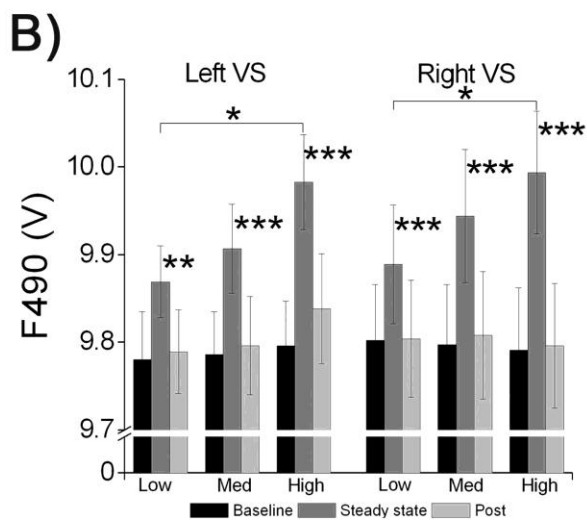 B)
Left VS Right VS
F490 (V)
10.1
10.0
9.9
9.8
9.7
0
* *
** *** *** *** *** ***
Low Med High Low Med High
Baseline Steady state Post